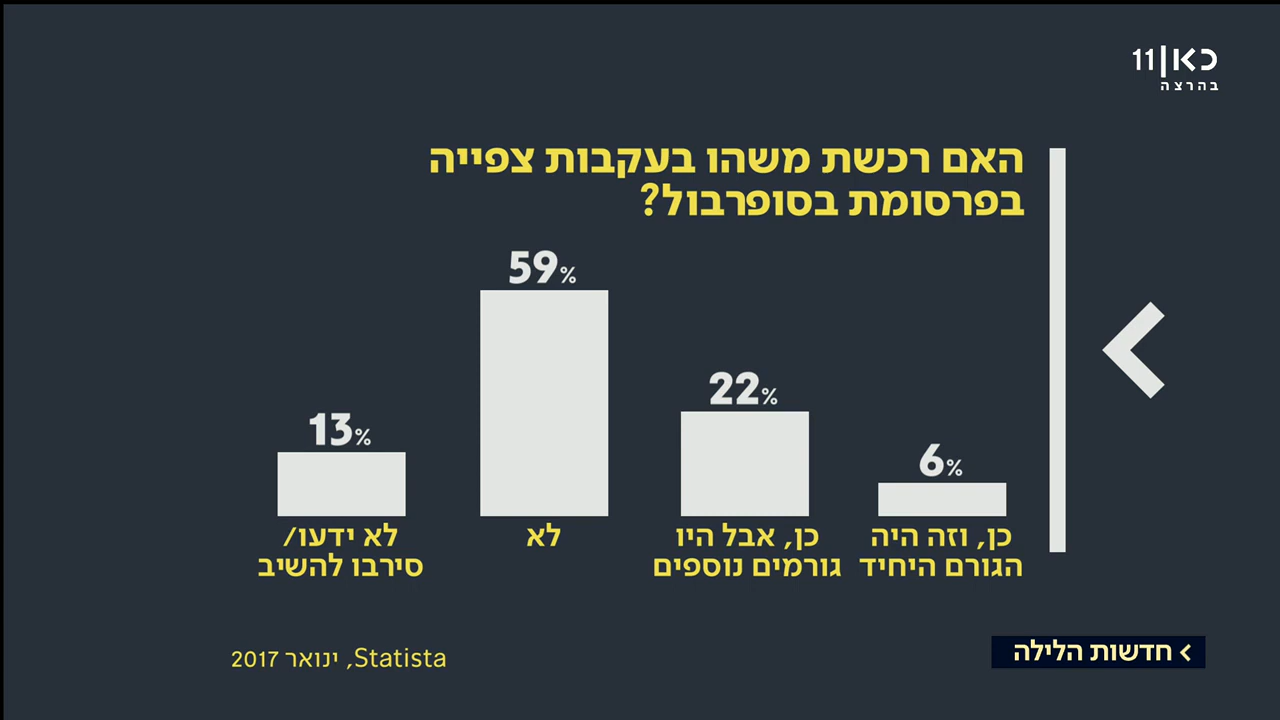 כאן|11
בהרצה
האם רכשת משהו בעקבות צפייה
בפרסומת בסופרבול?
6%
כן, וזה היה
הגורם היחיד
22%
כן, אבל היו
גורמים נוספים
59%
לא
13%
לא ידעו/
סירבו להשיב
חדשות הלילה
Statista, ינואר 2017